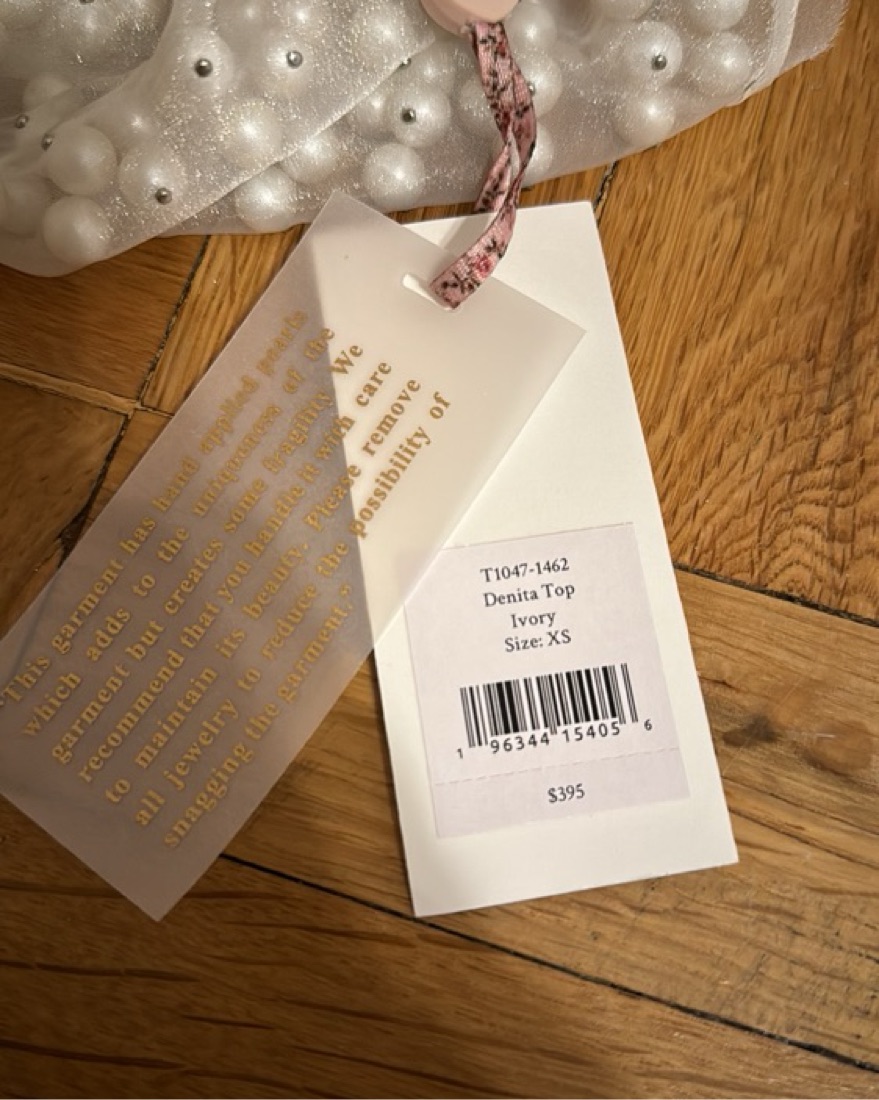 "This garment has hand applied pearls
which adds to the uniqueness of the
garment but creates some fragility. We
recommend that you handle it with care
to maintain its beauty. Please remove
all jewelry to reduce the possibility of
snagging the garment."
T1047-1462
Denita Top
Ivory
Size: XS
1 96344 15405 6
$395